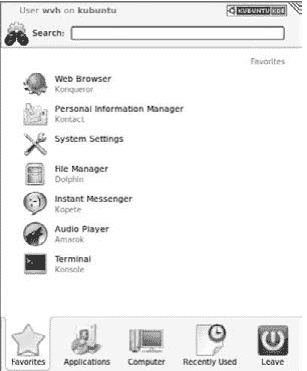 User wvh on kubuntu
KUBUNTU KDE
Search:
Favorites
Web Browser
Konqueror
Personal Information Manager
Kontact
System Settings
File Manager
Dolphin
Instant Messenger
Kopete
Audio Player
Amarok
Terminal
Konsole
Favorites
Applications
Computer
Recently Used
Leave